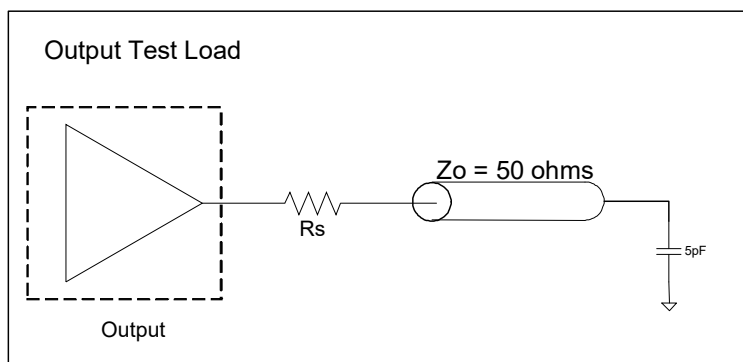 Output Test Load
Zo = 50 ohms
Rs
5pF
Output